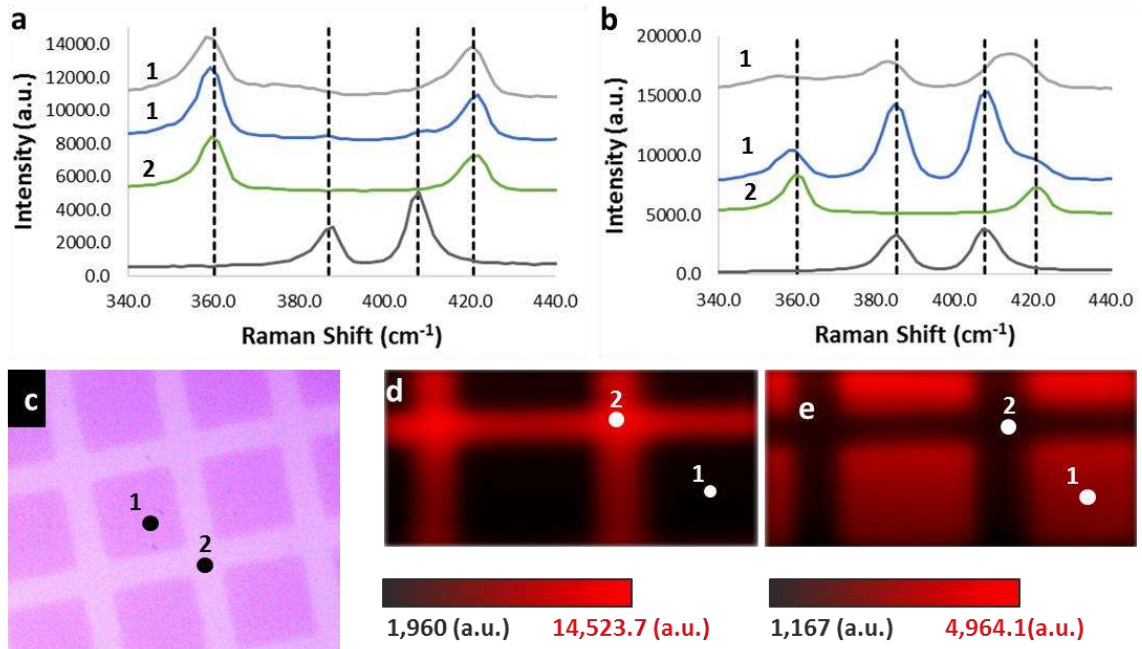 a
14000.0
12000.0
10000.0
8000.0
6000.0
4000.0
2000.0
0.0
Intensity (a.u.)
1
1
2
340.0 360.0 380.0 400.0 420.0 440.0
Raman Shift (cm⁻¹)
b
20000.0
15000.0
10000.0
5000.0
0.0
Intensity (a.u.)
1
1
2
340.0 360.0 380.0 400.0 420.0 440.0
Raman Shift (cm⁻¹)
c
1
2
d
2
1
1,960 (a.u.) 14,523.7 (a.u.)
e
2
1
1,167 (a.u.) 4,964.1(a.u.)